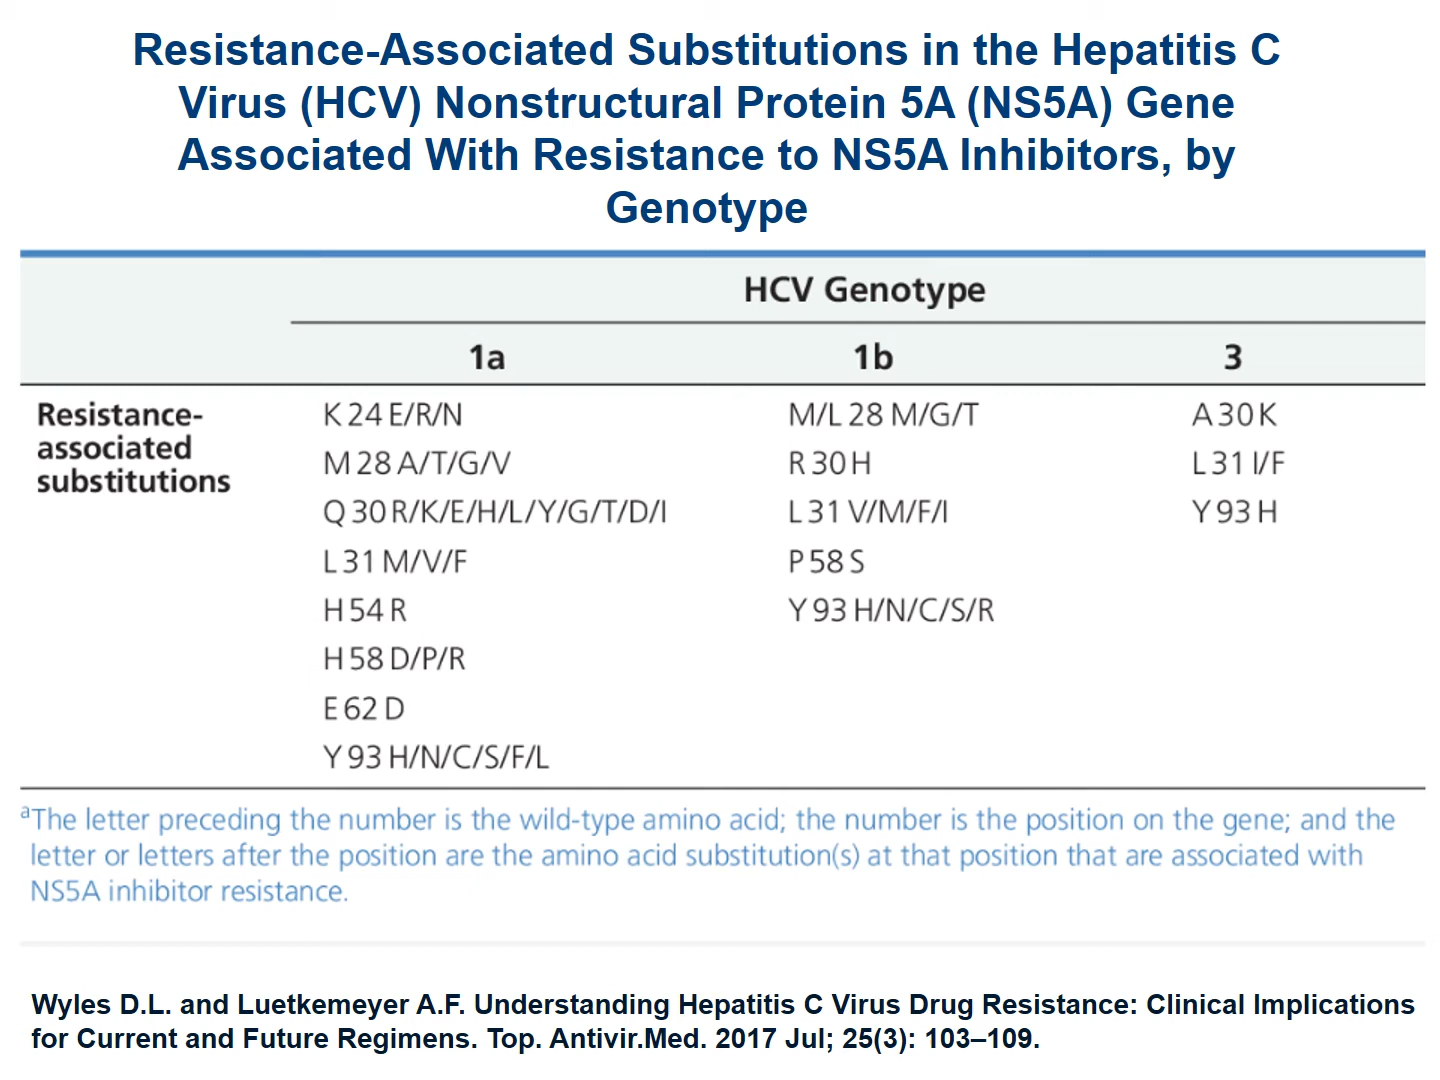 Resistance-Associated Substitutions in the Hepatitis C
Virus (HCV) Nonstructural Protein 5A (NS5A) Gene
Associated With Resistance to NS5A Inhibitors, by
Genotype
HCV Genotype
1a 1b 3
Resistance-
associated
substitutions
K 24 E/R/N M/L 28 M/G/T A 30 K
M 28 A/T/G/V R 30 H L 31 I/F
Q 30 R/K/E/H/L/Y/G/T/D/I L 31 V/M/F/I Y 93 H
L 31 M/V/F P 58 S
H 54 R Y 93 H/N/C/S/R
H 58 D/P/R
E 62 D
Y 93 H/N/C/S/F/L
aThe letter preceding the number is the wild-type amino acid; the number is the position on the gene; and the
letter or letters after the position are the amino acid substitution(s) at that position that are associated with
NS5A inhibitor resistance.
Wyles D.L. and Luetkemeyer A.F. Understanding Hepatitis C Virus Drug Resistance: Clinical Implications
for Current and Future Regimens. Top. Antivir.Med. 2017 Jul; 25(3): 103–109.